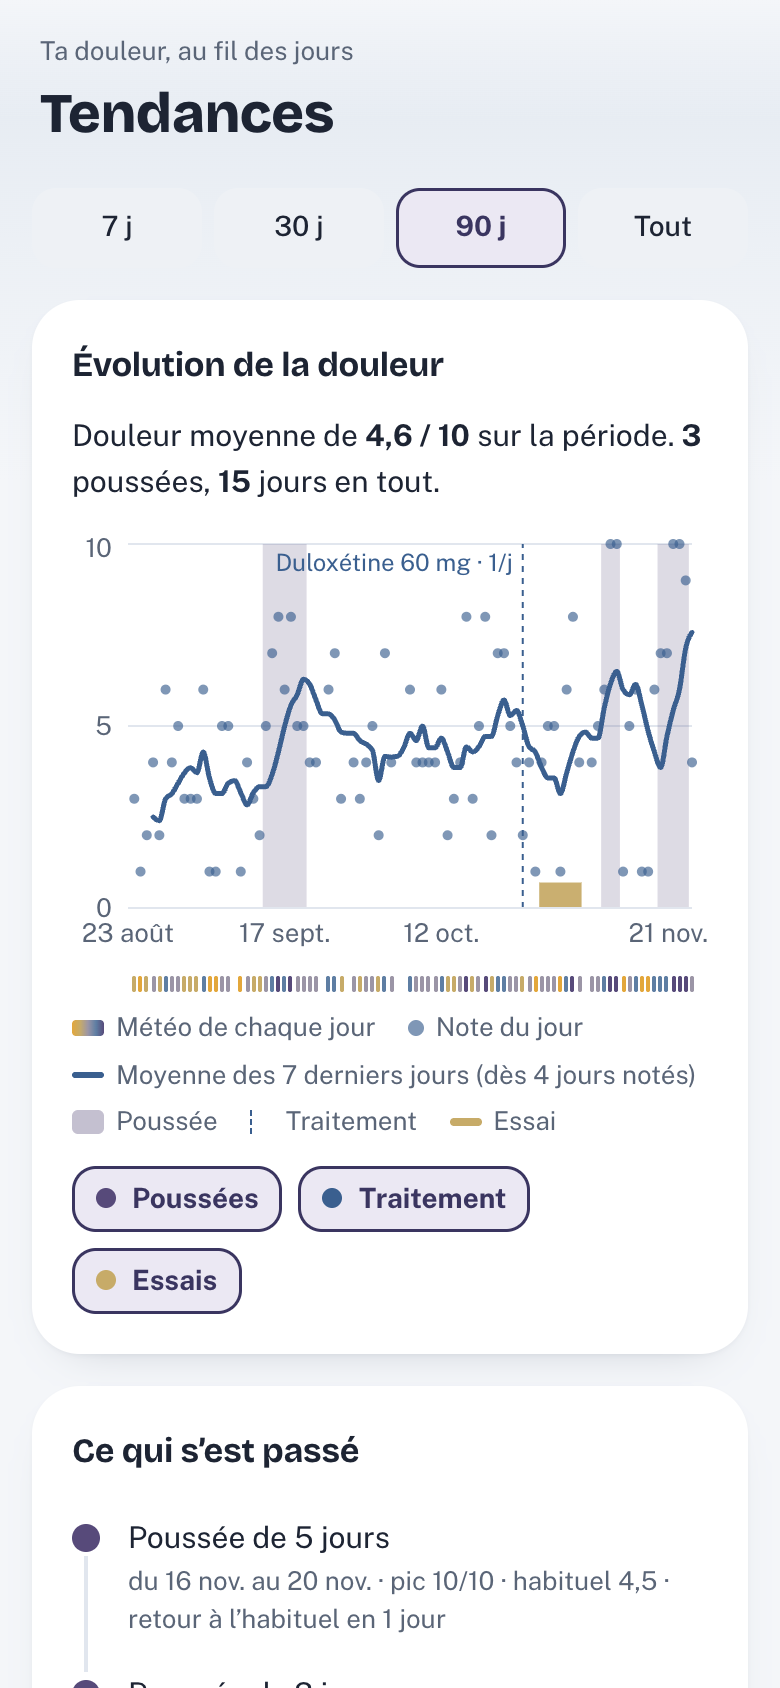 Ta douleur, au fil des jours
Tendances
7 j
30 j
90 j
Tout
Évolution de la douleur
Douleur moyenne de 4,6 / 10 sur la période. 3
poussées, 15 jours en tout.
10
Duloxétine 60 mg · 1/j
5
0
23 août
17 sept.
12 oct.
21 nov.
Météo de chaque jour
Note du jour
Moyenne des 7 derniers jours (dès 4 jours notés)
Poussée
Traitement
Essai
Poussées
Traitement
Essais
Ce qui s’est passé
Poussée de 5 jours
du 16 nov. au 20 nov. · pic 10/10 · habituel 4,5 ·
retour à l’habituel en 1 jour